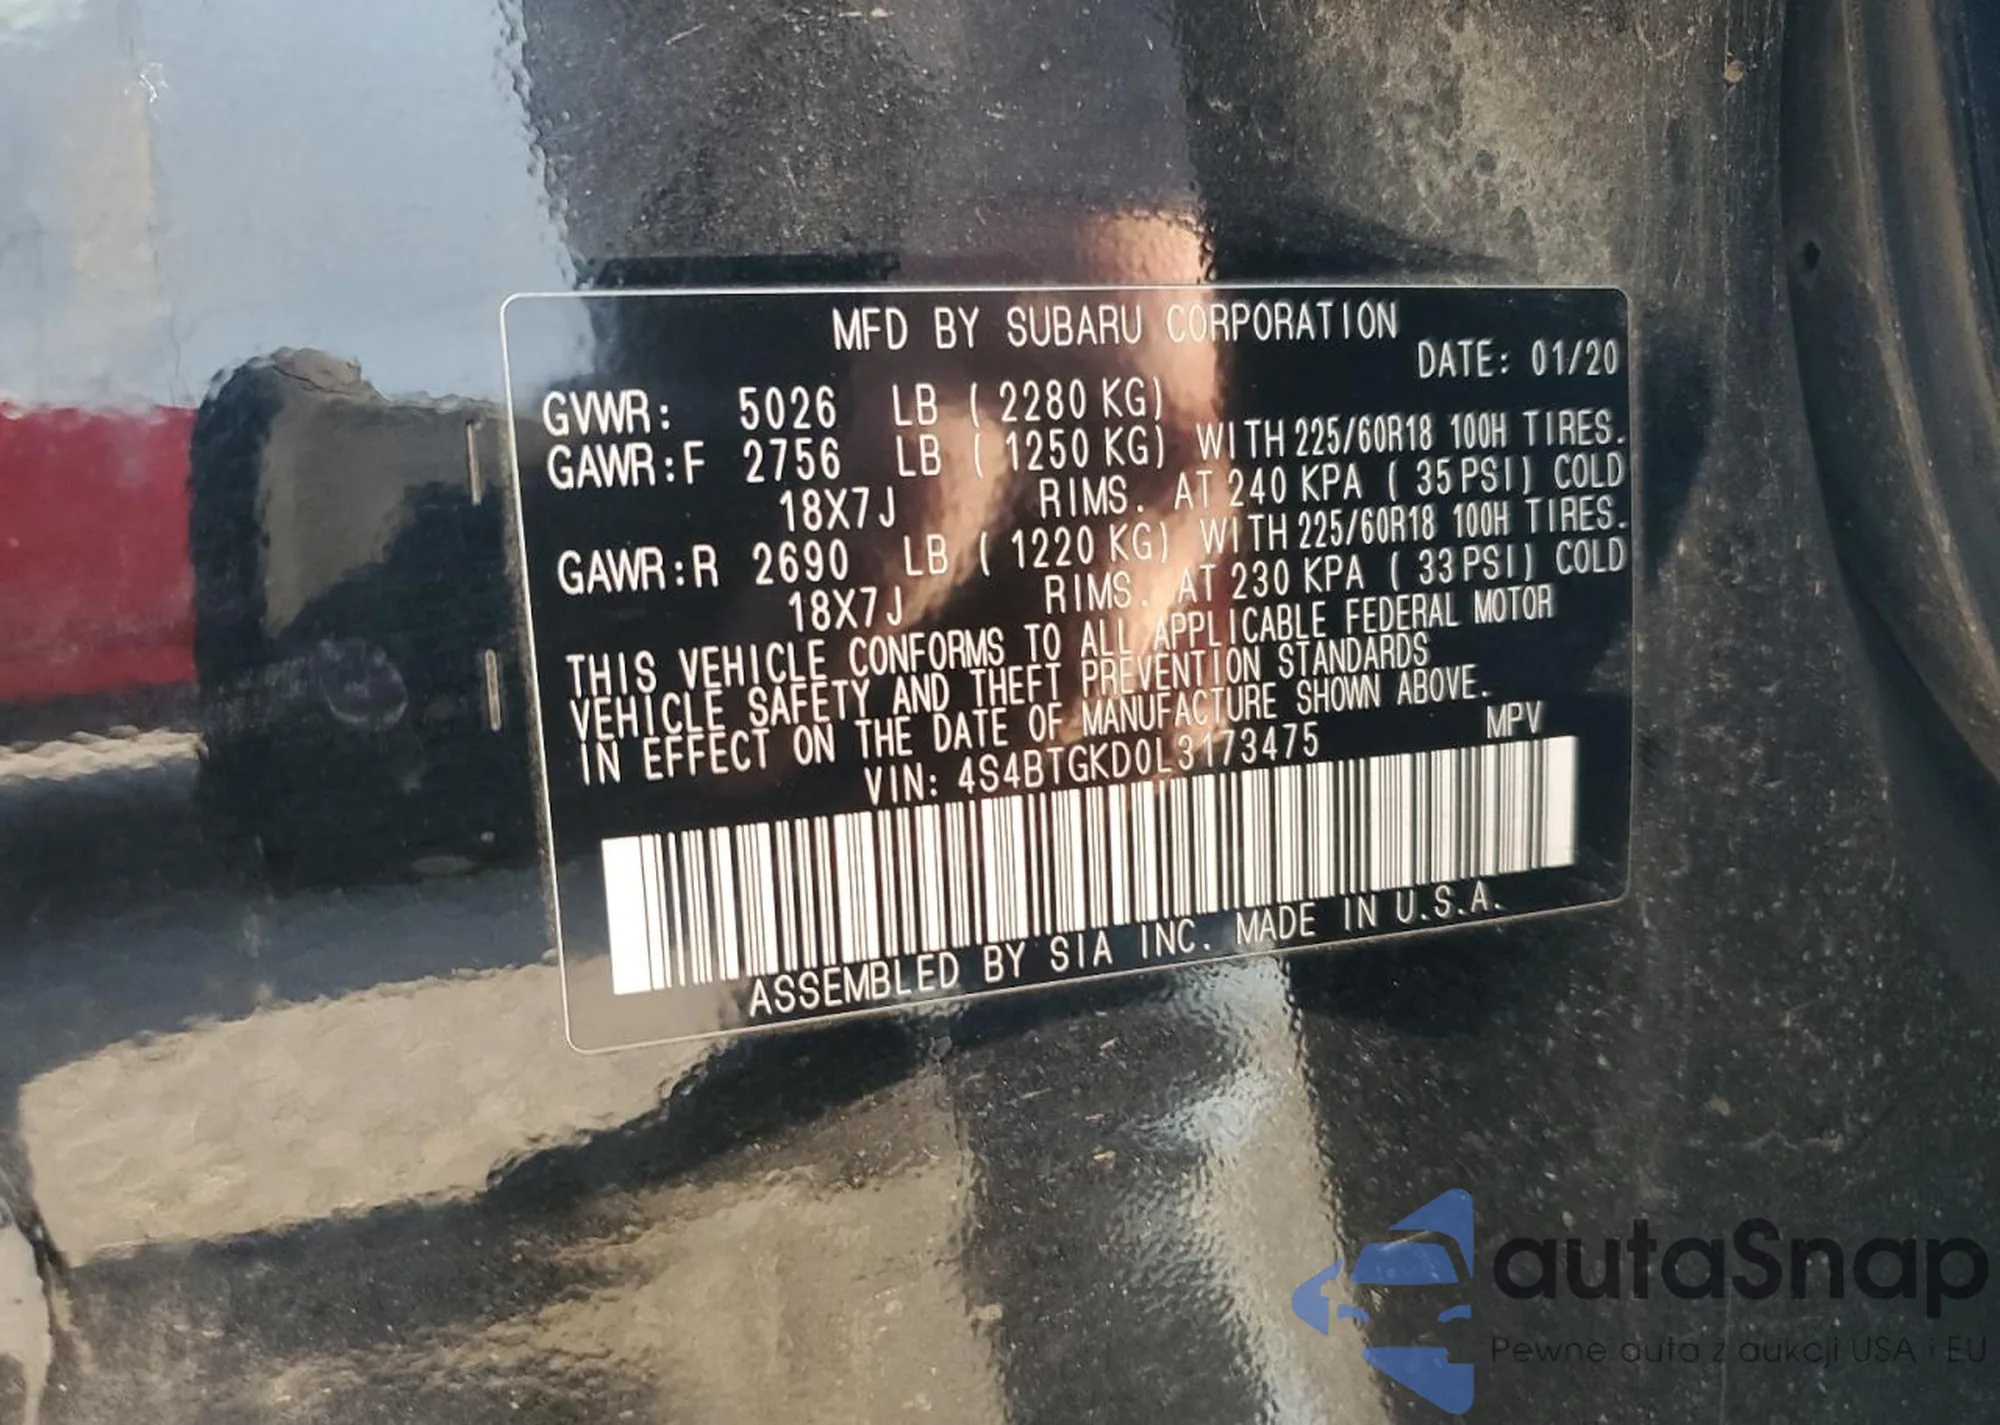 MFD BY SUBARU CORPORATION
DATE: 01/20
GVWR: 5026 LB ( 2280 KG)
GAWR:F 2756 LB ( 1250 KG) WITH 225/60R18 100H TIRES.
18X7J RIMS. AT 240 KPA ( 35 PSI) COLD
GAWR:R 2690 LB ( 1220 KG) WITH 225/60R18 100H TIRES.
18X7J RIMS. AT 230 KPA ( 33 PSI) COLD
THIS VEHICLE CONFORMS TO ALL APPLICABLE FEDERAL MOTOR
VEHICLE SAFETY AND THEFT PREVENTION STANDARDS
IN EFFECT ON THE DATE OF MANUFACTURE SHOWN ABOVE.
VIN: 4S4BTGKD0L3173475 MPV
ASSEMBLED BY SIA INC. MADE IN U.S.A.
autaSnap
Pewne auta z aukcji USA i EU